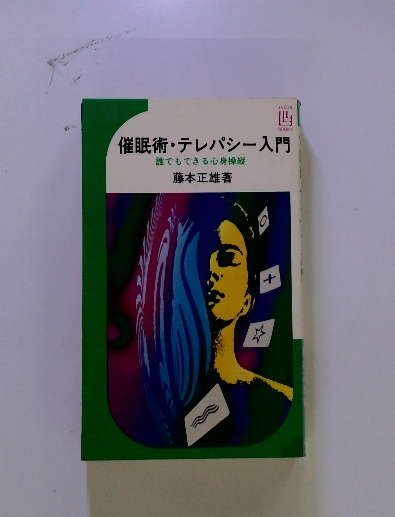 催眠術・テレパシー入門
誰でもできる心身操縦
藤本正雄著